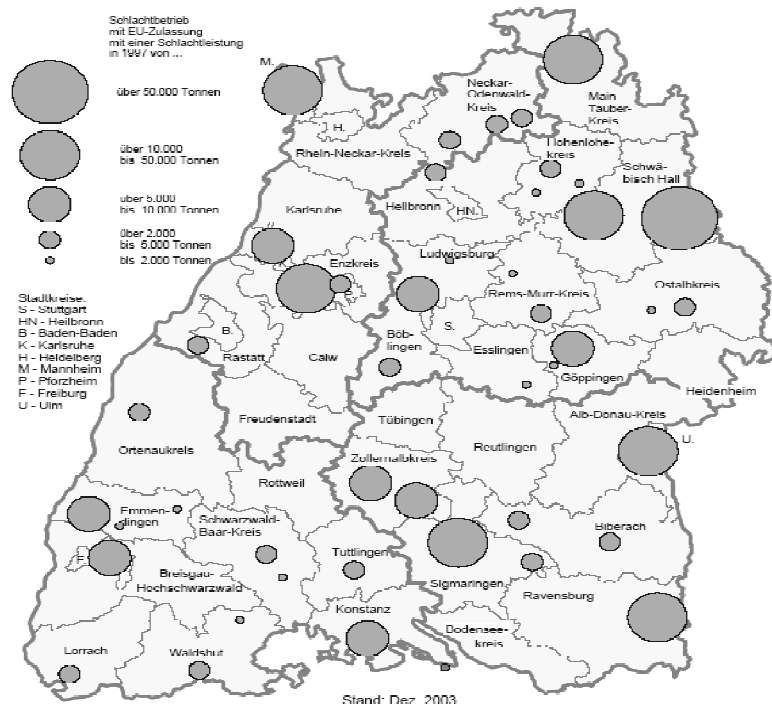 Schlachtbetrieb
mit EU-Zulassung
mit einer Schlachtleistung
in 1997 von ...
über 50.000 Tonnen
über 10.000
bis 50.000 Tonnen
über 5.000
bis 10.000 Tonnen
über 2.000
bis 5.000 Tonnen
bis 2.000 Tonnen
Stadtkreise:
S - Stuttgart
HN - Heilbronn
B - Baden-Baden
K - Karlsruhe
H - Heidelberg
M - Mannheim
P - Pforzheim
F - Freiburg
U - Ulm
M.
H.
Rhein-Neckar-Kreis
Neckar-
Odenwald-
Kreis
Main
Tauber-
Kreis
Hohenlohe-
kreis
Schwä-
bisch Hall
Heilbronn
HN.
Karlsruhe
K.
Enzkreis
Ludwigsburg
Rems-Murr-Kreis
Ostalbkreis
B.
Rastatt
Calw
Böb-
lingen
S.
Esslingen
Göppingen
Heidenheim
Freudenstadt
Tübingen
Reutlingen
Alb-Donau-Kreis
U.
Ortenaukreis
Zollernalbkreis
Rottweil
Emmen-
dingen
Schwarzwald-
Baar-Kreis
Tuttlingen
Biberach
F.
Breisgau-
Hochschwarzwald
Sigmaringen
Ravensburg
Konstanz
Bodensee-
kreis
Lörrach
Waldshut
Stand: Dez. 2003